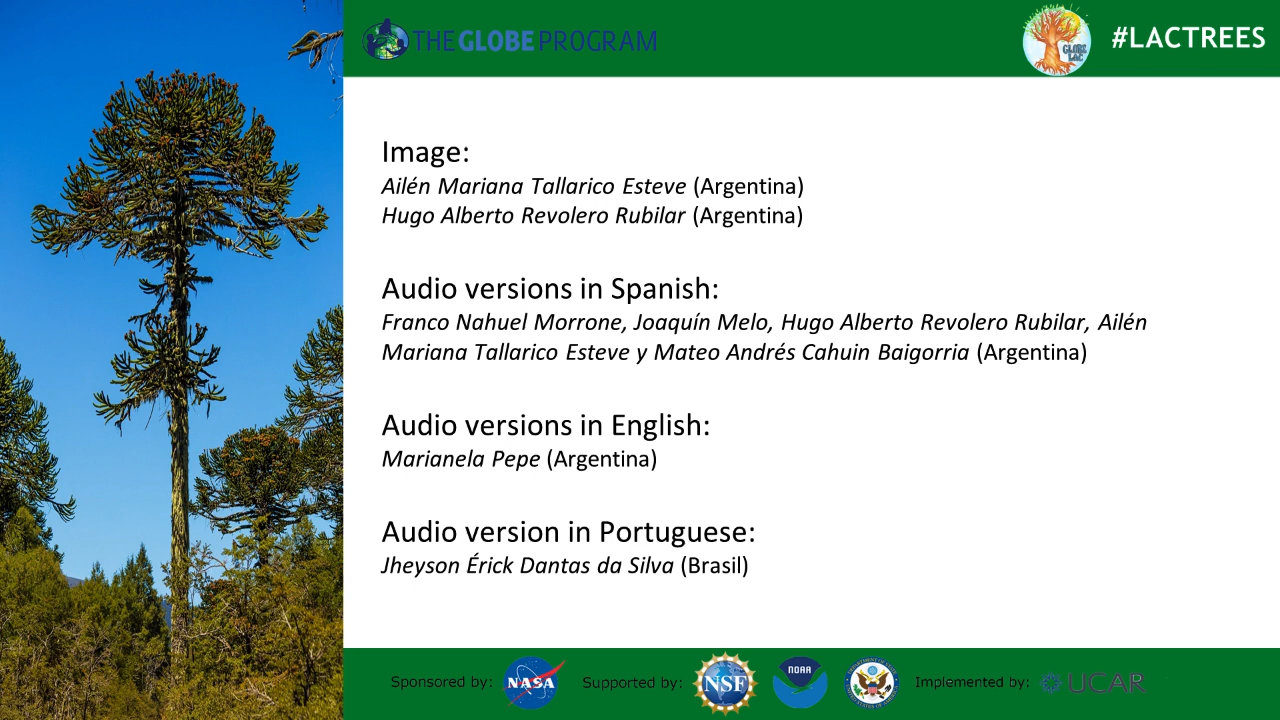 THE GLOBE PROGRAM
GLOBE LAC
#LACTREES
Image:
Ailén Mariana Tallarico Esteve (Argentina)
Hugo Alberto Revolero Rubilar (Argentina)
Audio versions in Spanish:
Franco Nahuel Morrone, Joaquín Melo, Hugo Alberto Revolero Rubilar, Ailén
Mariana Tallarico Esteve y Mateo Andrés Cahuin Baigorria (Argentina)
Audio versions in English:
Marianela Pepe (Argentina)
Audio version in Portuguese:
Jheyson Érick Dantas da Silva (Brasil)
Sponsored by: NASA Supported by: NSF NOAA Implemented by: UCAR